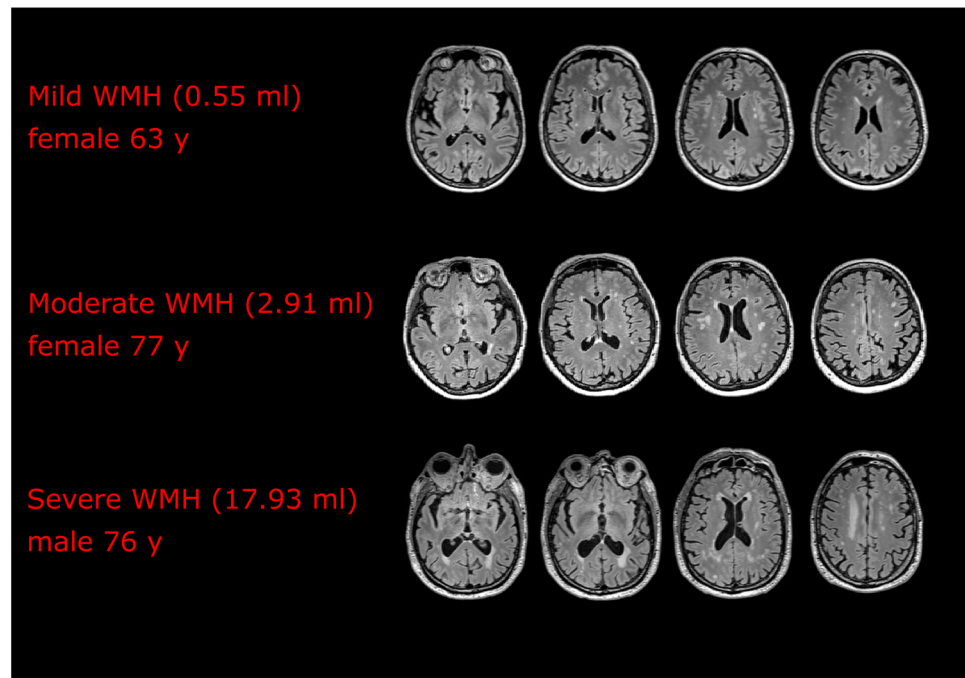 Mild WMH (0.55 ml)
female 63 y
Moderate WMH (2.91 ml)
female 77 y
Severe WMH (17.93 ml)
male 76 y